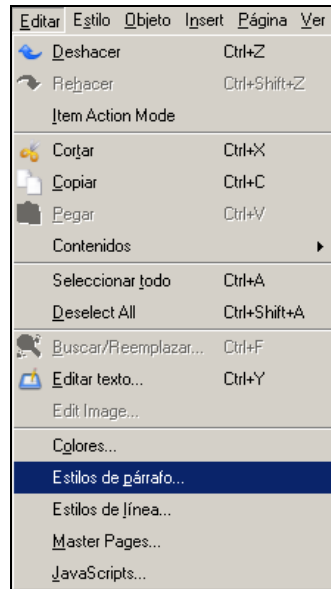 Editar Estilo Objeto Insert Página Ver
Deshacer Ctrl+Z
Rehacer Ctrl+Shift+Z
Item Action Mode
Cortar Ctrl+X
Copiar Ctrl+C
Pegar Ctrl+V
Contenidos
Seleccionar todo Ctrl+A
Deselect All Ctrl+Shift+A
Buscar/Reemplazar... Ctrl+F
Editar texto... Ctrl+Y
Edit Image...
Colores...
Estilos de párrafo...
Estilos de línea...
Master Pages...
JavaScripts...